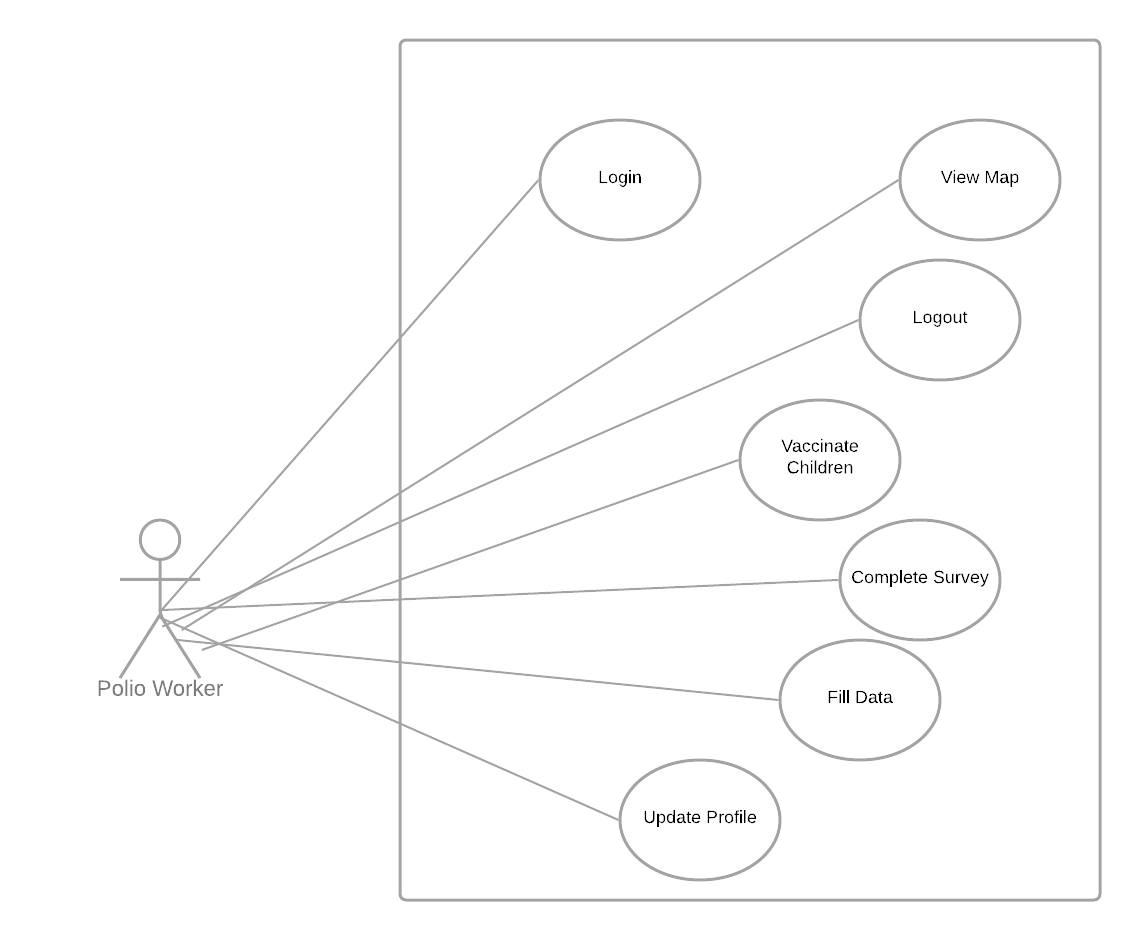 Login
View Map
Logout
Vaccinate
Children
Complete Survey
Polio Worker
Fill Data
Update Profile